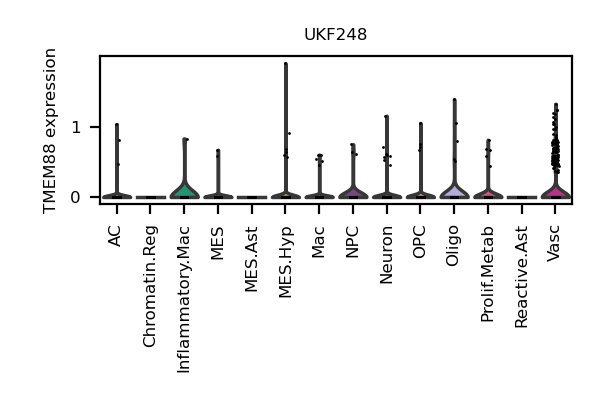 UKF248
TMEM88 expression
1
0
AC
Chromatin.Reg
Inflammatory.Mac
MES
MES.Ast
MES.Hyp
Mac
NPC
Neuron
OPC
Oligo
Prolif.Metab
Reactive.Ast
Vasc